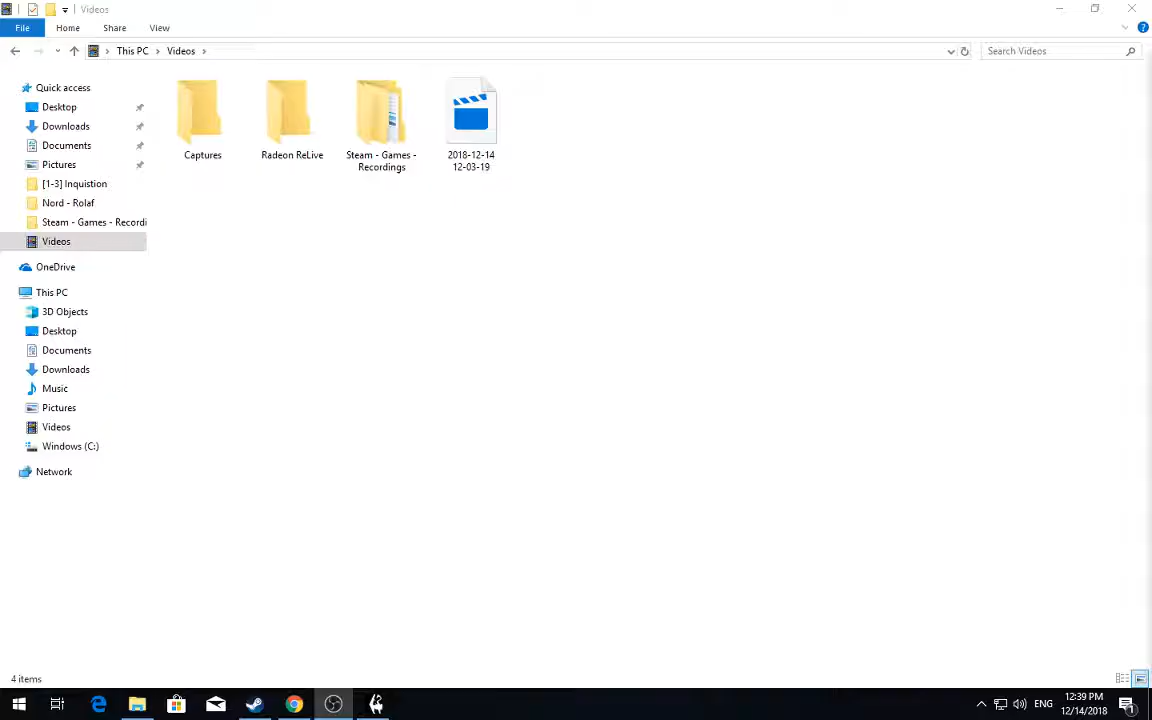 Videos
File Home Share View
This PC Videos
Search Videos
Quick access
Desktop
Downloads
Documents
Pictures
[1-3] Inquistion
Nord - Rolaf
Steam - Games - Recordi
Videos
OneDrive
This PC
3D Objects
Desktop
Documents
Downloads
Music
Pictures
Videos
Windows (C:)
Network
Captures
Radeon ReLive
Steam - Games -
Recordings
2018-12-14
12-03-19
4 items
ENG
12:39 PM
12/14/2018
1